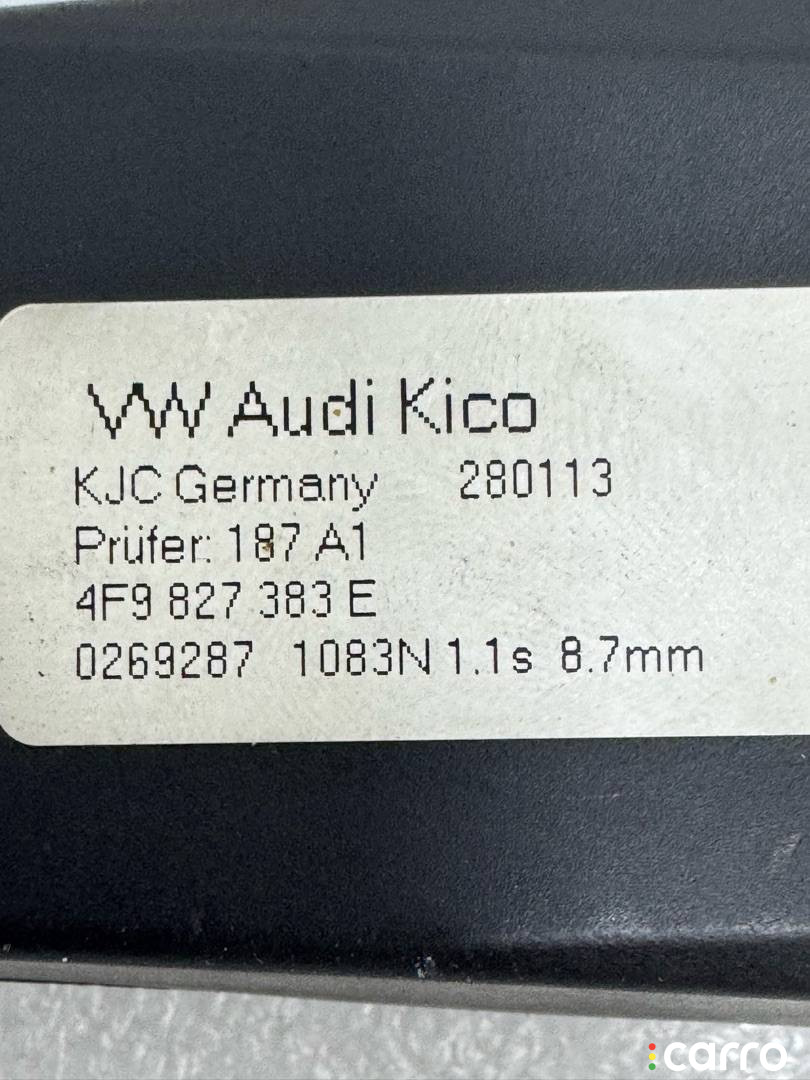 VW Audi Kico
KJC Germany 280113
Prüfer: 187 A1
4F9 827 383 E
0269287 1083N 1.1s 8.7mm
carro